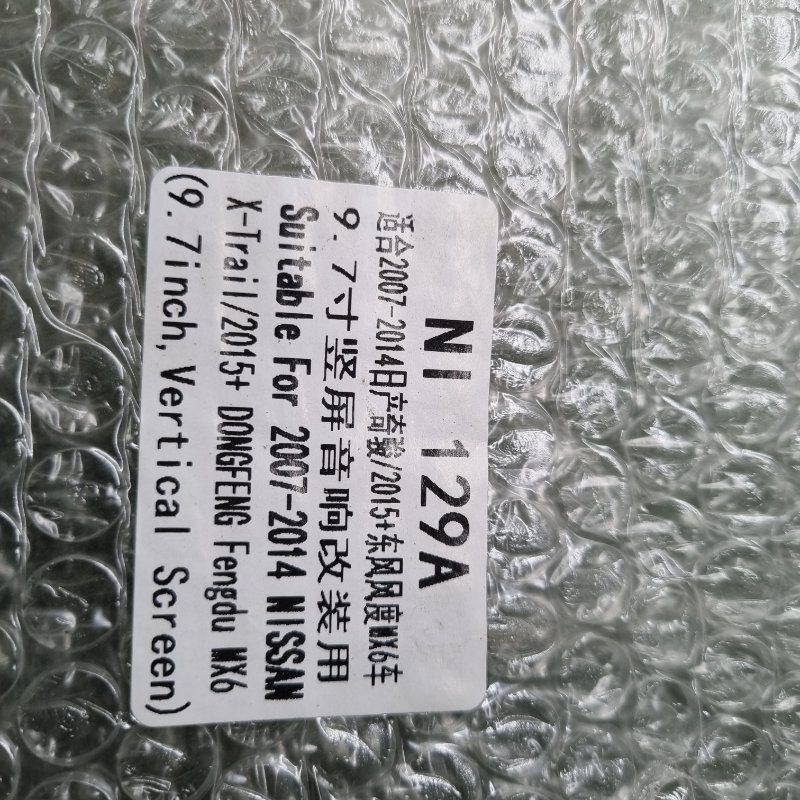 NI 129A
适合2007-2014日产奇骏/2015+东风风度MX6车
9.7寸竖屏音响改装用
Suitable For 2007-2014 NISSAN
X-Trail/2015+ DONGFENG Fengdu MX6
(9.7inch,Vertical Screen)